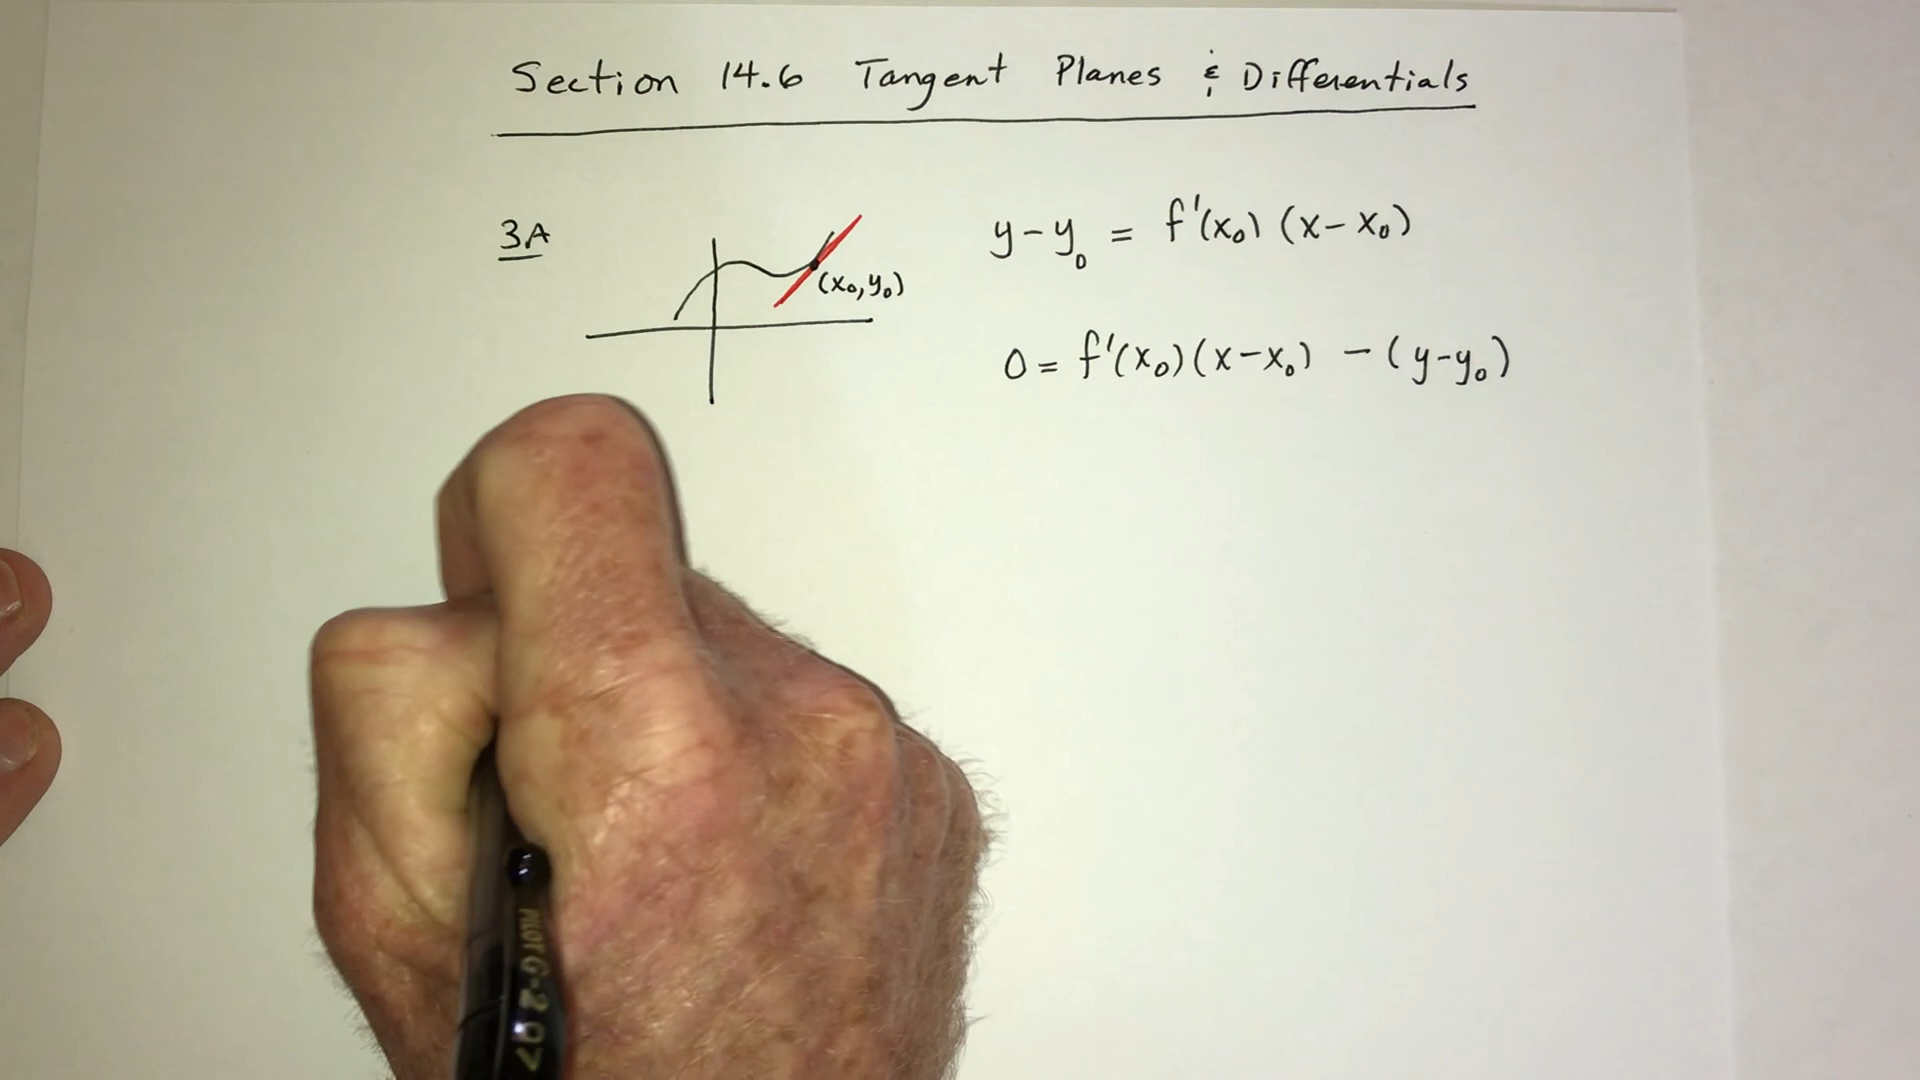 Section 14.6 Tangent Planes & Differentials
3A
(x₀,y₀)
y-y₀ = f'(x₀) (x-x₀)
0 = f'(x₀)(x-x₀) - (y-y₀)
PILOT G-2 07